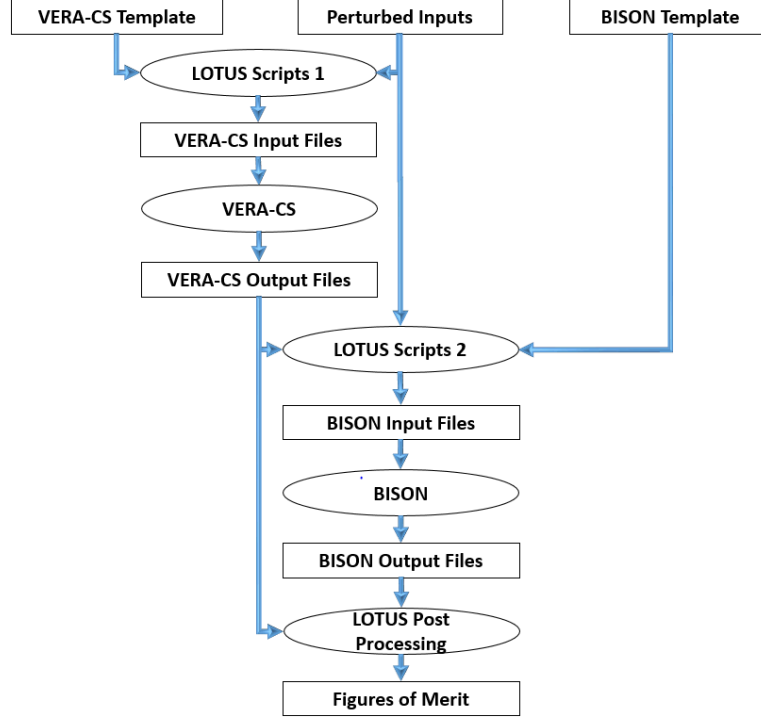 VERA-CS Template
Perturbed Inputs
BISON Template
LOTUS Scripts 1
VERA-CS Input Files
VERA-CS
VERA-CS Output Files
LOTUS Scripts 2
BISON Input Files
BISON
BISON Output Files
LOTUS Post
Processing
Figures of Merit